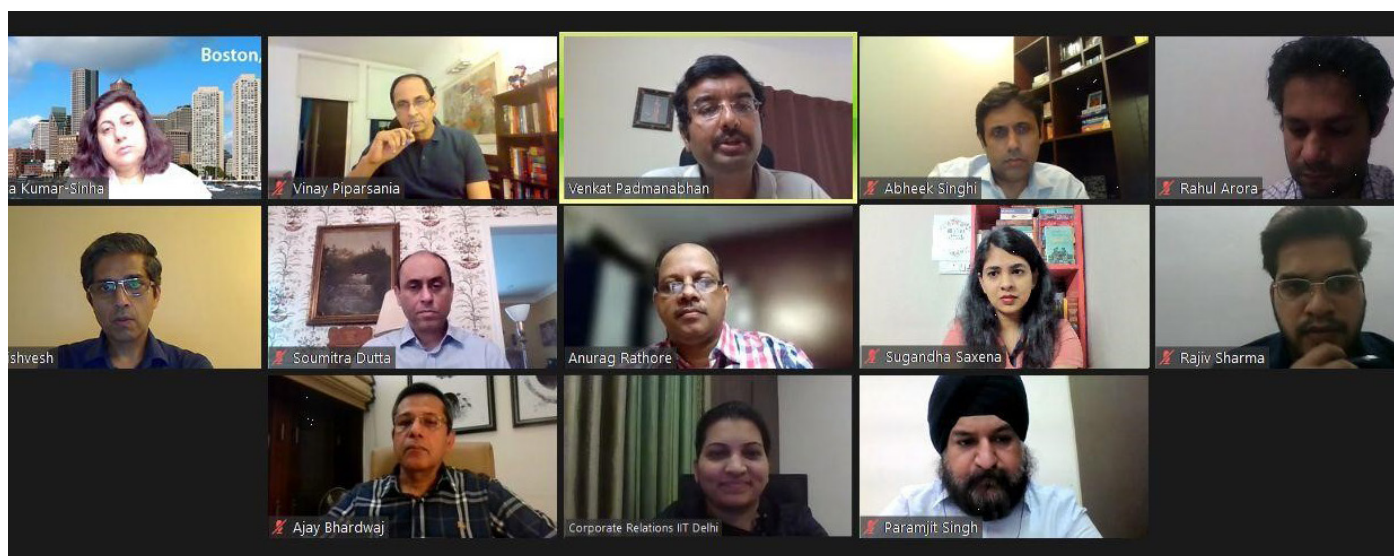 Boston,
a Kumar-Sinha
Vinay Piparsania
Venkat Padmanabhan
Abheek Singhi
Rahul Arora
shvesh
Soumitra Dutta
Anurag Rathore
Sugandha Saxena
Rajiv Sharma
Ajay Bhardwaj
Corporate Relations IIT Delhi
Paramjit Singh